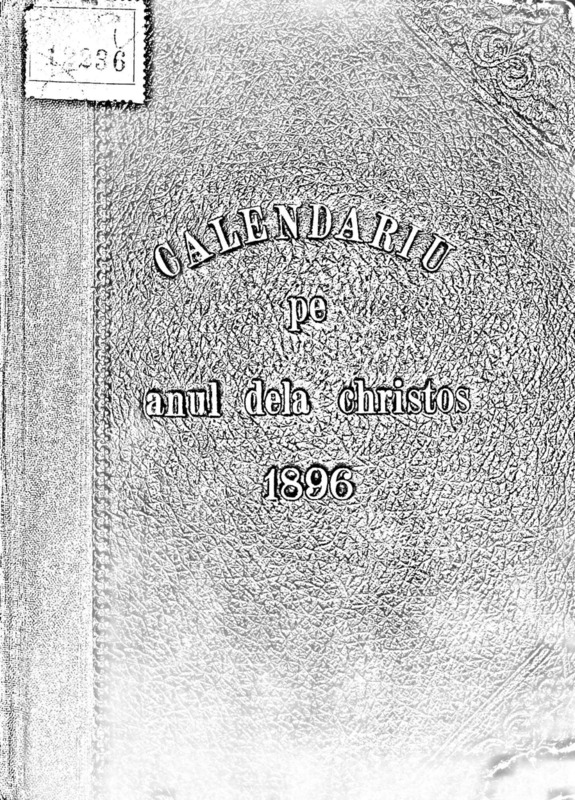 12236
CALENDARIU
pe
anul dela christos
1896